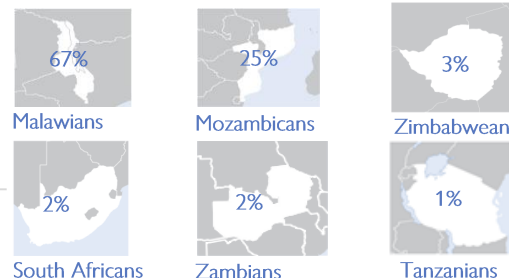 67%
25%
3%
Malawians
Mozambicans
Zimbabwean
2%
2%
1%
South Africans
Zambians
Tanzanians